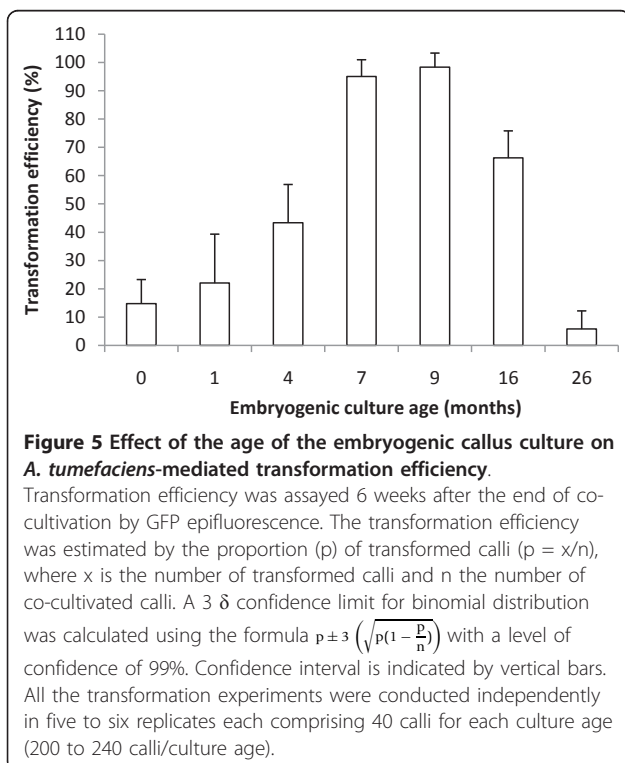 110
100
90
80
70
60
50
40
30
20
10
0
Transformation efficiency (%)
0 1 4 7 9 16 26
Embryogenic culture age (months)
Figure 5 Effect of the age of the embryogenic callus culture on
A. tumefaciens-mediated transformation efficiency.
Transformation efficiency was assayed 6 weeks after the end of co-
cultivation by GFP epifluorescence. The transformation efficiency
was estimated by the proportion (p) of transformed calli (p = x/n),
where x is the number of transformed calli and n the number of
co-cultivated calli. A 3 δ confidence limit for binomial distribution
was calculated using the formula p ± 3 (√p(1 − p/n)) with a level of
confidence of 99%. Confidence interval is indicated by vertical bars.
All the transformation experiments were conducted independently
in five to six replicates each comprising 40 calli for each culture age
(200 to 240 calli/culture age).